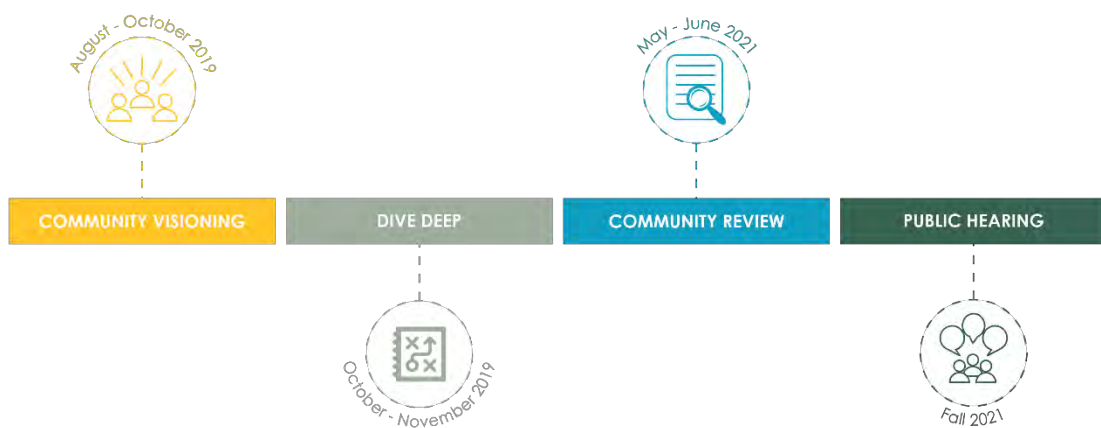 August - October 2019
May - June 2021
COMMUNITY VISIONING
DIVE DEEP
COMMUNITY REVIEW
PUBLIC HEARING
October - November 2019
Fall 2021